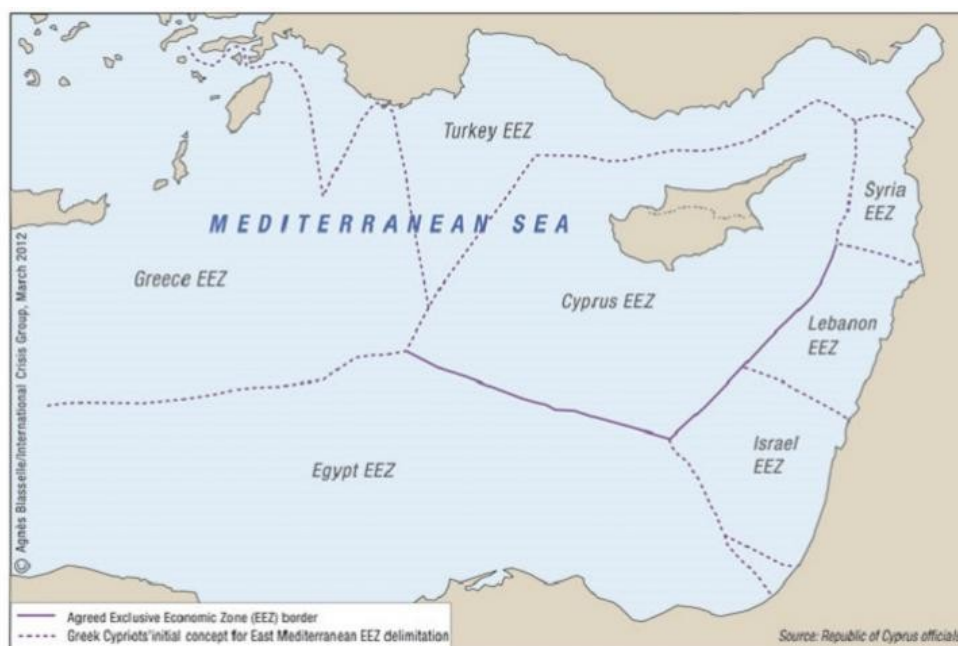 Turkey EEZ
Syria
EEZ
MEDITERRANEAN SEA
Greece EEZ
Cyprus EEZ
Lebanon
EEZ
Israel
EEZ
Egypt EEZ
© Agnès Blasselle/International Crisis Group, March 2012
Agreed Exclusive Economic Zone (EEZ) border
Greek Cypriots'initial concept for East Mediterranean EEZ delimitation
Source: Republic of Cyprus officials